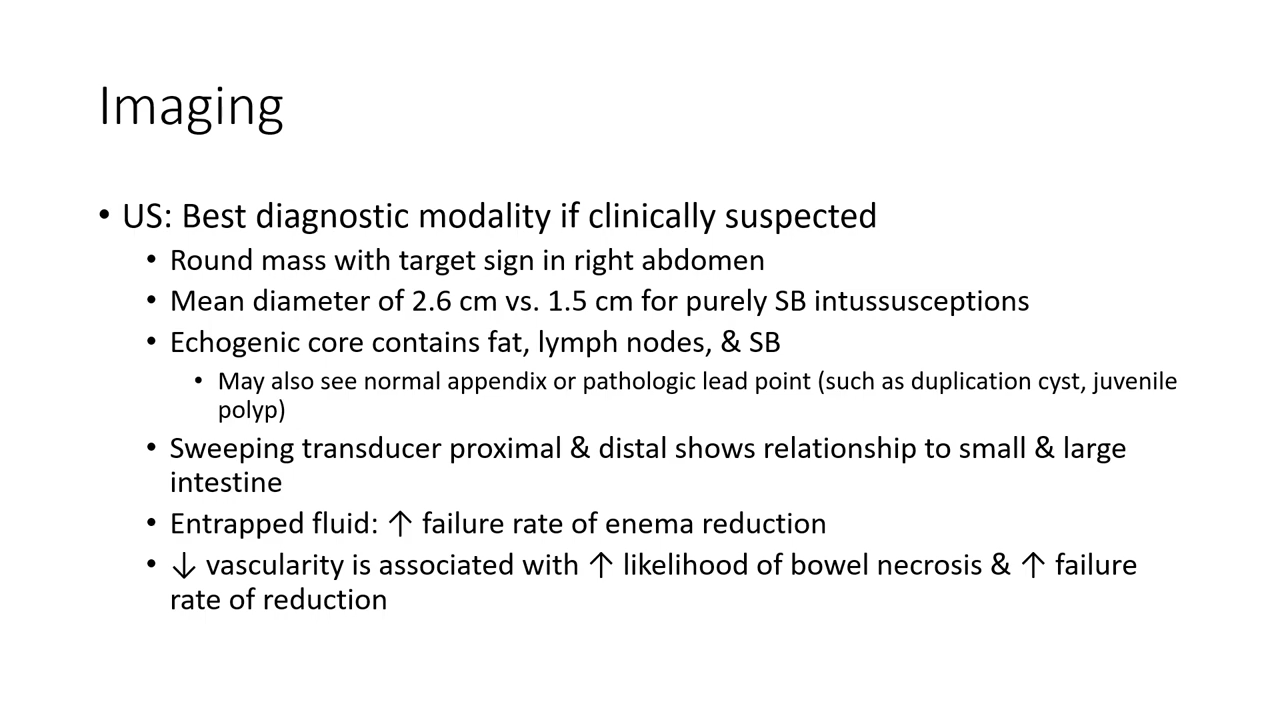 Imaging
• US: Best diagnostic modality if clinically suspected
• Round mass with target sign in right abdomen
• Mean diameter of 2.6 cm vs. 1.5 cm for purely SB intussusceptions
• Echogenic core contains fat, lymph nodes, & SB
• May also see normal appendix or pathologic lead point (such as duplication cyst, juvenile
polyp)
• Sweeping transducer proximal & distal shows relationship to small & large
intestine
• Entrapped fluid: ↑ failure rate of enema reduction
• ↓ vascularity is associated with ↑ likelihood of bowel necrosis & ↑ failure
rate of reduction